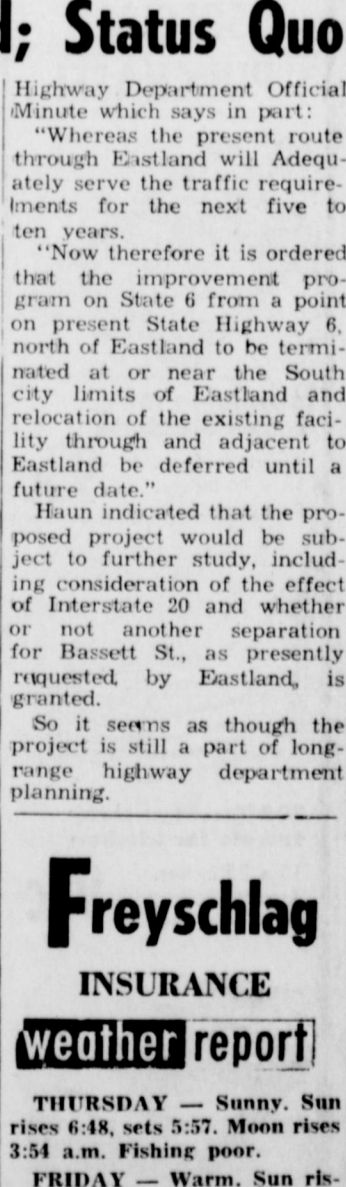 ; Status Quo
Highway Department Official
Minute which says in part:
"Whereas the present route
through Eastland will Adequ-
ately serve the traffic require-
ments for the next five to
ten years.
"Now therefore it is ordered
that the improvement pro-
gram on State 6 from a point
on present State Highway 6,
north of Eastland to be termi-
nated at or near the South
city limits of Eastland and
relocation of the existing faci-
lity through and adjacent to
Eastland be deferred until a
future date."
Haun indicated that the pro-
posed project would be sub-
ject to further study, includ-
ing consideration of the effect
of Interstate 20 and whether
or not another separation
for Bassett St., as presently
requested, by Eastland, is
granted.
So it seems as though the
project is still a part of long-
range highway department
planning.
Freyschlag
INSURANCE
weather report
THURSDAY — Sunny. Sun
rises 6:48, sets 5:57. Moon rises
3:54 a.m. Fishing poor.
FRIDAY — Warm. Sun ris-